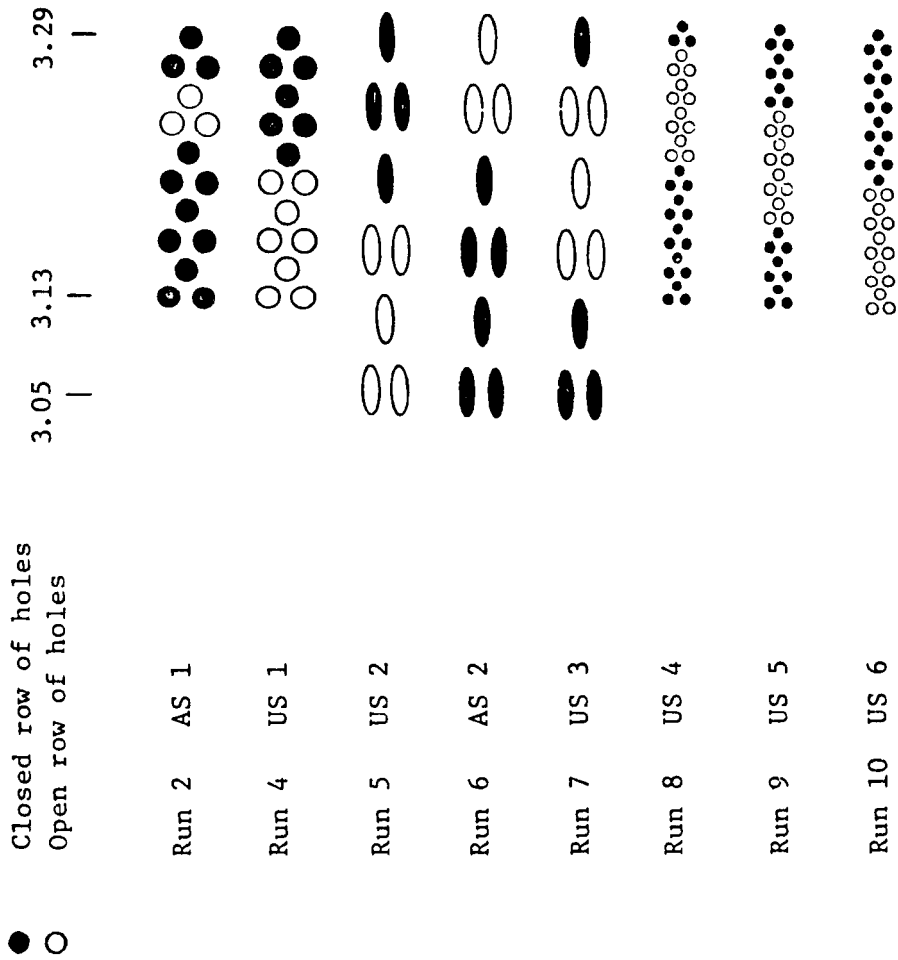 Closed row of holes
Open row of holes
3.05 3.13 3.29
Run 2 AS 1
Run 4 US 1
Run 5 US 2
Run 6 AS 2
Run 7 US 3
Run 8 US 4
Run 9 US 5
Run 10 US 6